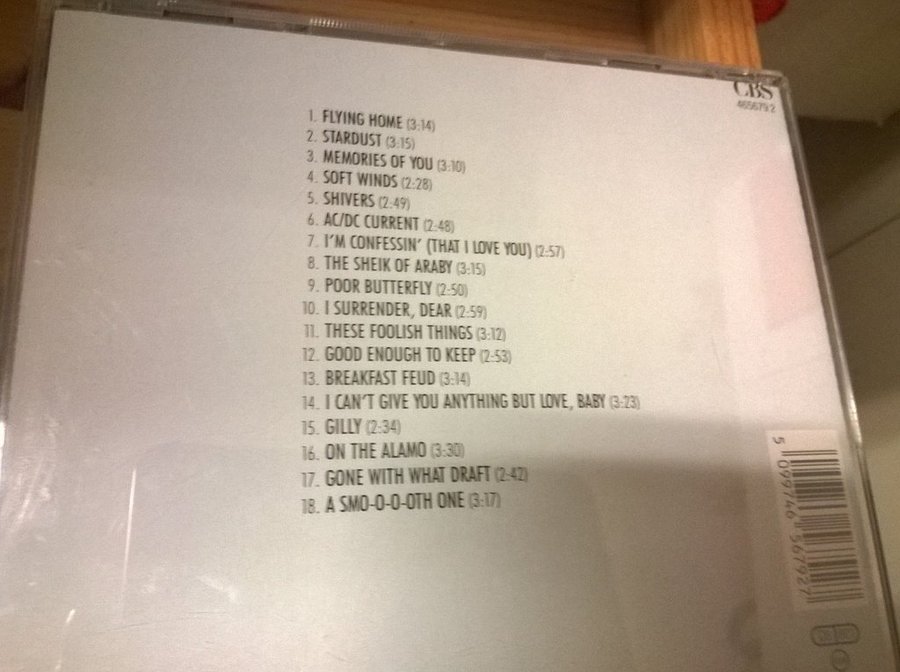 CBS
465679 2
1. FLYING HOME (3:14)
2. STARDUST (3:15)
3. MEMORIES OF YOU (3:10)
4. SOFT WINDS (2:28)
5. SHIVERS (2:49)
6. AC/DC CURRENT (2:48)
7. I'M CONFESSIN' (THAT I LOVE YOU) (2:57)
8. THE SHEIK OF ARABY (3:15)
9. POOR BUTTERFLY (2:50)
10. I SURRENDER, DEAR (2:59)
11. THESE FOOLISH THINGS (3:12)
12. GOOD ENOUGH TO KEEP (2:53)
13. BREAKFAST FEUD (3:14)
14. I CAN'T GIVE YOU ANYTHING BUT LOVE, BABY (3:23)
15. GILLY (2:34)
16. ON THE ALAMO (3:30)
17. GONE WITH WHAT DRAFT (2:42)
18. A SMO-O-O-OTH ONE (3:17)
5 099746 567927